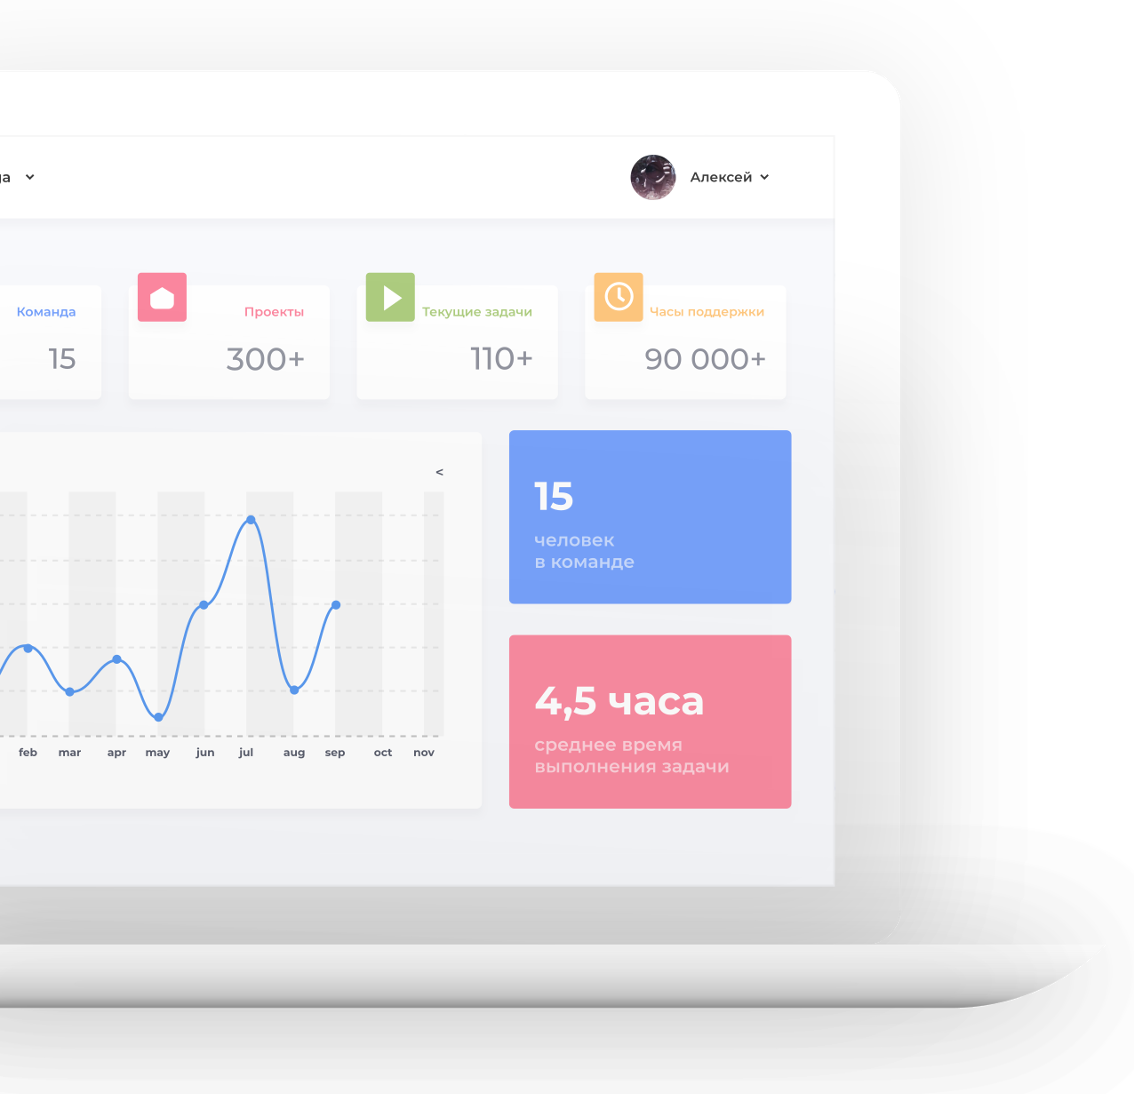 Алексей
Команда
Проекты
Текущие задачи
Часы поддержки
15
300+
110+
90 000+
<
15
человек
в команде
4,5 часа
среднее время
выполнения задачи
feb mar apr may jun jul aug sep oct nov